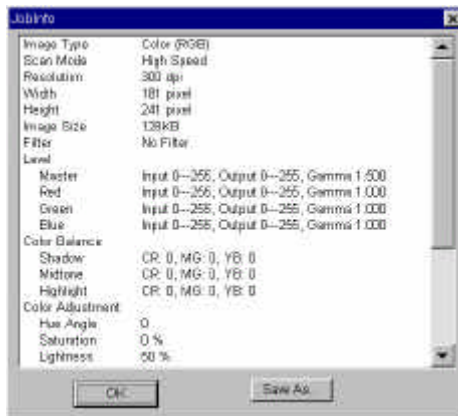 JobInfo
Image Type Color (RGB)
Scan Mode High Speed
Resolution 300 dpi
Width 181 pixel
Height 241 pixel
Image Size 128KB
Filter No Filter
Level
Master Input 0---255, Output 0---255, Gamma 1.500
Red Input 0---255, Output 0---255, Gamma 1.000
Green Input 0---255, Output 0---255, Gamma 1.000
Blue Input 0---255, Output 0---255, Gamma 1.000
Color Balance
Shadow CR: 0, MG: 0, YB: 0
Midtone CR: 0, MG: 0, YB: 0
Highlight CR: 0, MG: 0, YB: 0
Color Adjustment
Hue Angle 0
Saturation 0 %
Lightness 50 %
OK Save As...